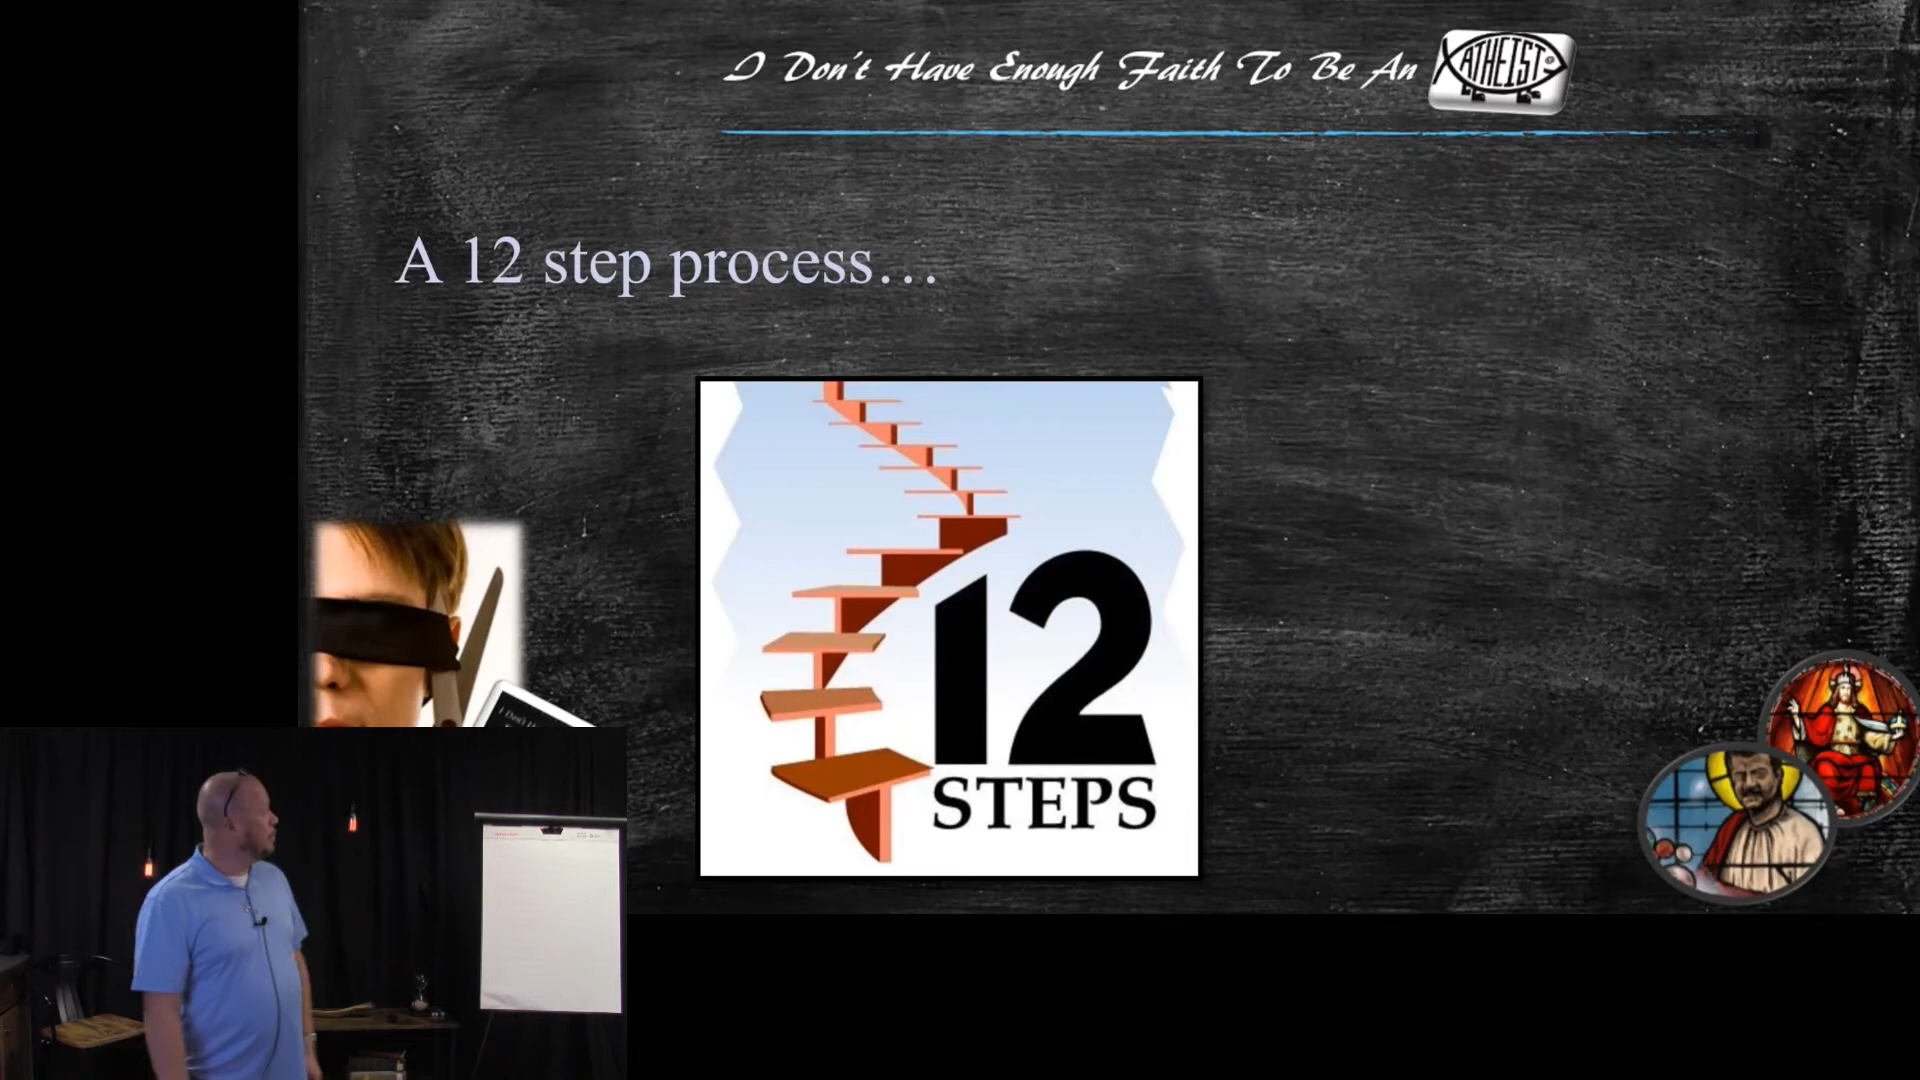 I Don't Have Enough Faith To Be An ATHEIST
A 12 step process…
12
STEPS